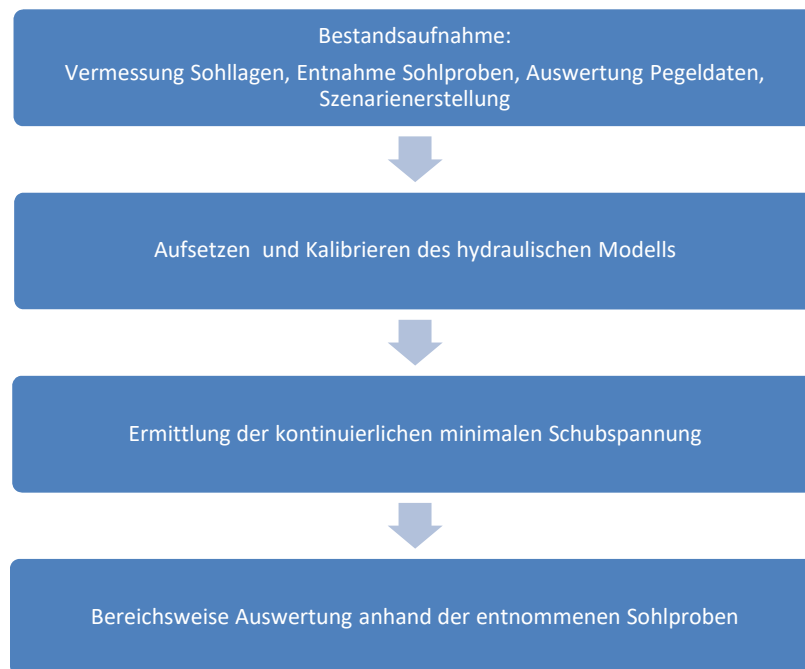 Bestandsaufnahme:
Vermessung Sohllagen, Entnahme Sohlproben, Auswertung Pegeldaten,
Szenarienerstellung
Aufsetzen und Kalibrieren des hydraulischen Modells
Ermittlung der kontinuierlichen minimalen Schubspannung
Bereichsweise Auswertung anhand der entnommenen Sohlproben